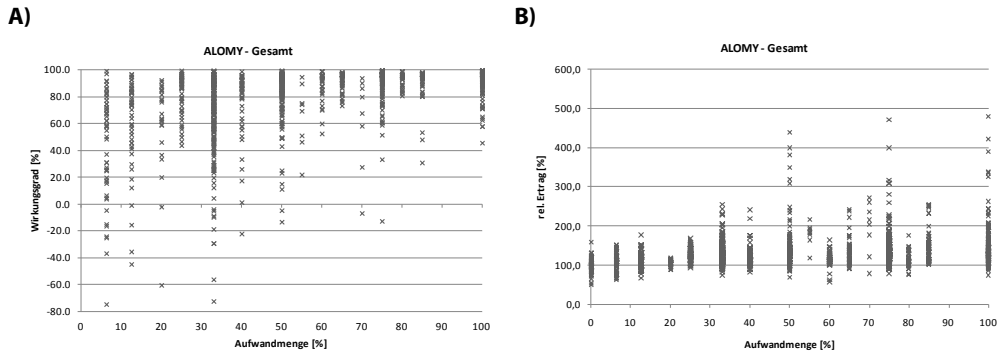 A)
ALOMY - Gesamt
Wirkungsgrad [%]
100.0
80.0
60.0
40.0
20.0
0.0
-20.0
-40.0
-60.0
-80.0
0 10 20 30 40 50 60 70 80 90 100
Aufwandmenge [%]
B)
ALOMY - Gesamt
rel. Ertrag [%]
600,0
500,0
400,0
300,0
200,0
100,0
0,0
0 10 20 30 40 50 60 70 80 90 100
Aufwandmenge [%]